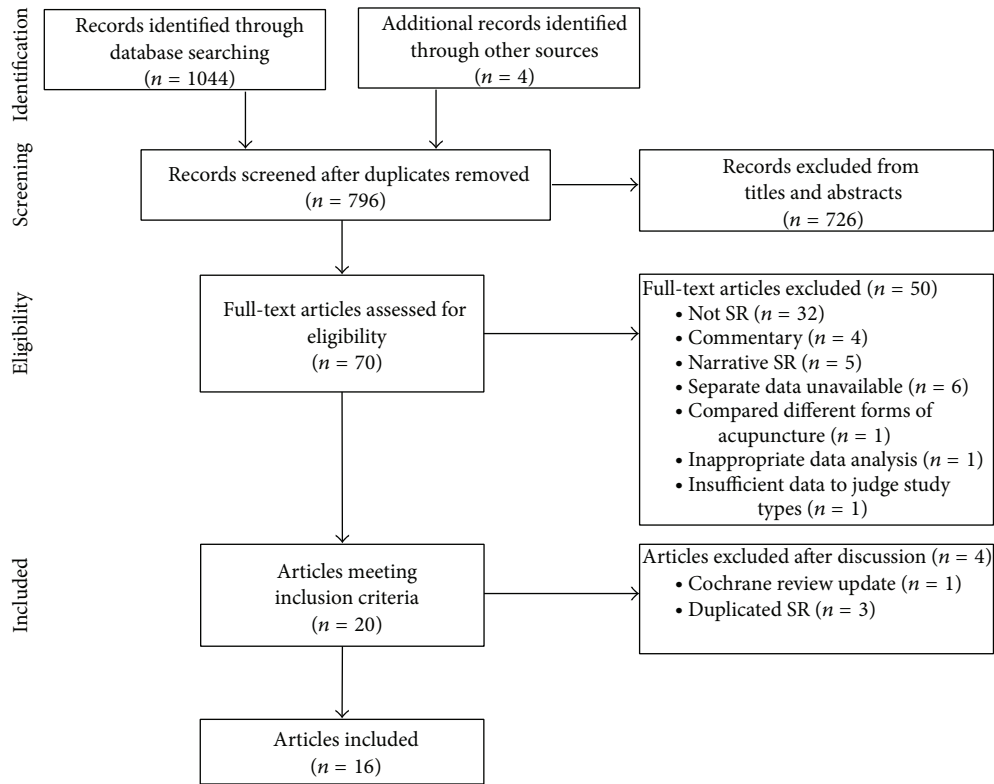 Identification
Records identified through
database searching
(n = 1044)
Additional records identified
through other sources
(n = 4)
Screening
Records screened after duplicates removed
(n = 796)
Records excluded from
titles and abstracts
(n = 726)
Eligibility
Full-text articles assessed for
eligibility
(n = 70)
Full-text articles excluded (n = 50)
• Not SR (n = 32)
• Commentary (n = 4)
• Narrative SR (n = 5)
• Separate data unavailable (n = 6)
• Compared different forms of
acupuncture (n = 1)
• Inappropriate data analysis (n = 1)
• Insufficient data to judge study
types (n = 1)
Included
Articles meeting
inclusion criteria
(n = 20)
Articles excluded after discussion (n = 4)
• Cochrane review update (n = 1)
• Duplicated SR (n = 3)
Articles included
(n = 16)